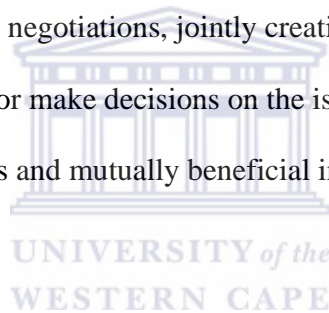 negotiations, jointly creati
or make decisions on the is
s and mutually beneficial i
UNIVERSITY of the
WESTERN CAPE